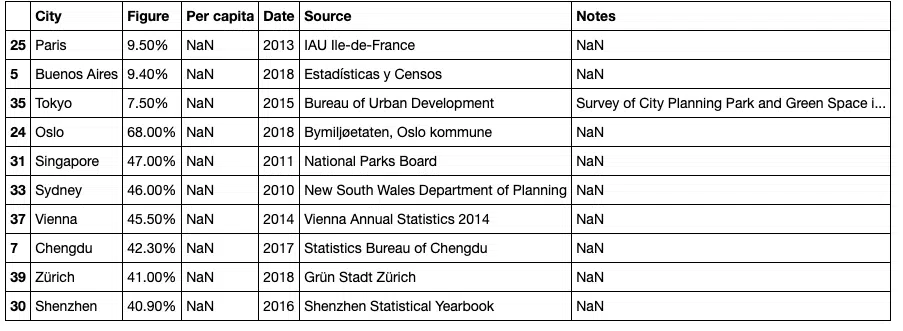 City Figure Per capita Date Source Notes
25 Paris 9.50% NaN 2013 IAU Ile-de-France NaN
5 Buenos Aires 9.40% NaN 2018 Estadísticas y Censos NaN
35 Tokyo 7.50% NaN 2015 Bureau of Urban Development Survey of City Planning Park and Green Space i...
24 Oslo 68.00% NaN 2018 Bymiljøetaten, Oslo kommune NaN
31 Singapore 47.00% NaN 2011 National Parks Board NaN
33 Sydney 46.00% NaN 2010 New South Wales Department of Planning NaN
37 Vienna 45.50% NaN 2014 Vienna Annual Statistics 2014 NaN
7 Chengdu 42.30% NaN 2017 Statistics Bureau of Chengdu NaN
39 Zürich 41.00% NaN 2018 Grün Stadt Zürich NaN
30 Shenzhen 40.90% NaN 2016 Shenzhen Statistical Yearbook NaN